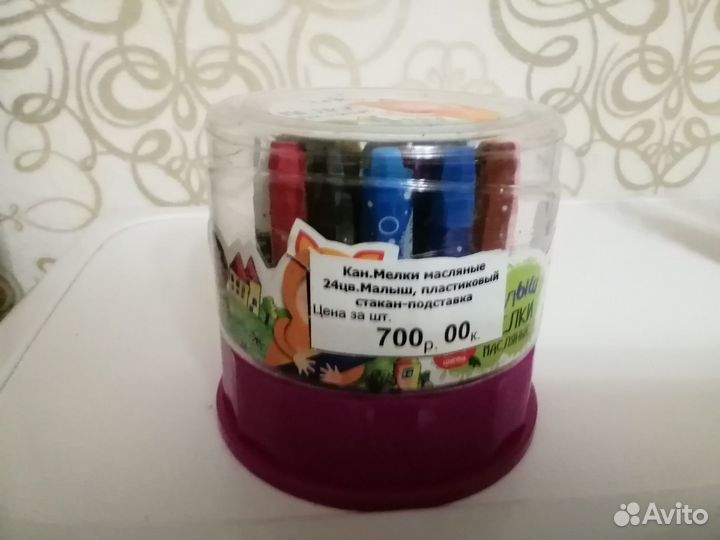 Кан.Мелки масляные
24цв.Малыш, пластиковый
стакан-подставка
Цена за шт.
700р. 00к.
Avito